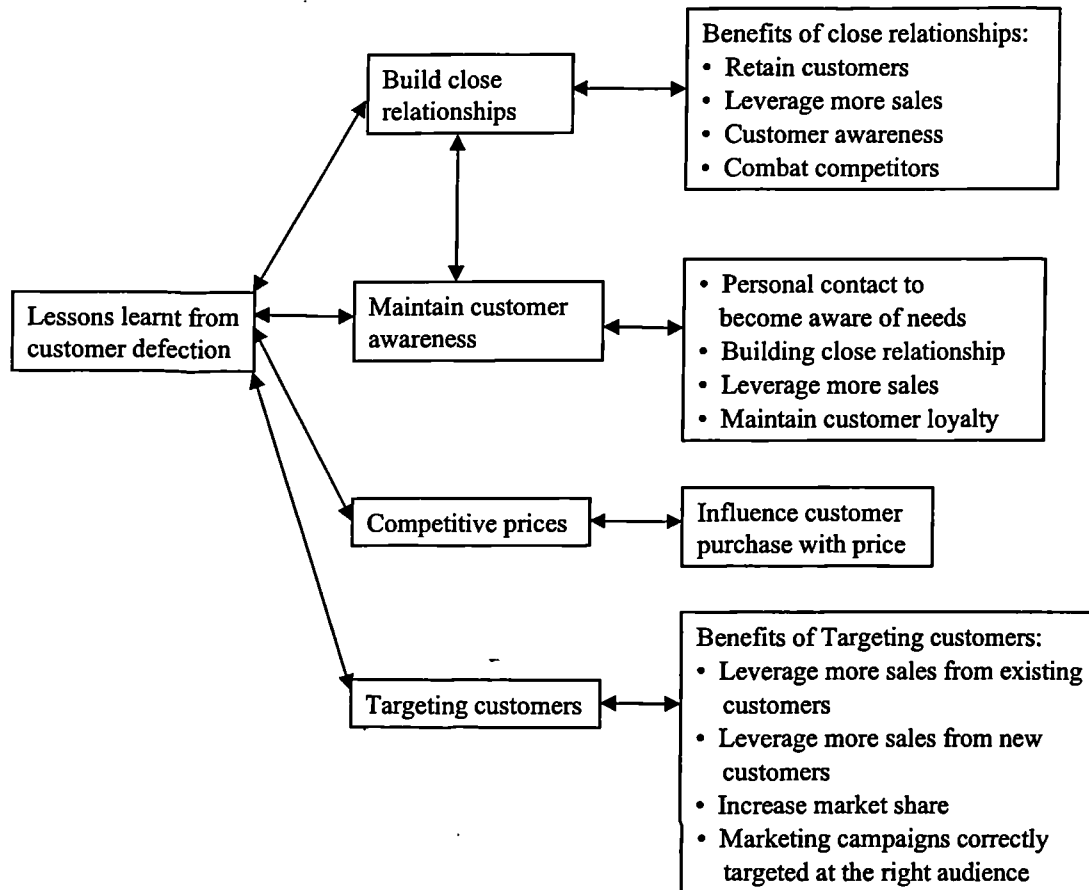 Benefits of close relationships:
• Retain customers
• Leverage more sales
• Customer awareness
• Combat competitors
Build close
relationships
Lessons learnt from
customer defection
Maintain customer
awareness
• Personal contact to
become aware of needs
• Building close relationship
• Leverage more sales
• Maintain customer loyalty
Competitive prices
Influence customer
purchase with price
Targeting customers
Benefits of Targeting customers:
• Leverage more sales from existing
customers
• Leverage more sales from new
customers
• Increase market share
• Marketing campaigns correctly
targeted at the right audience